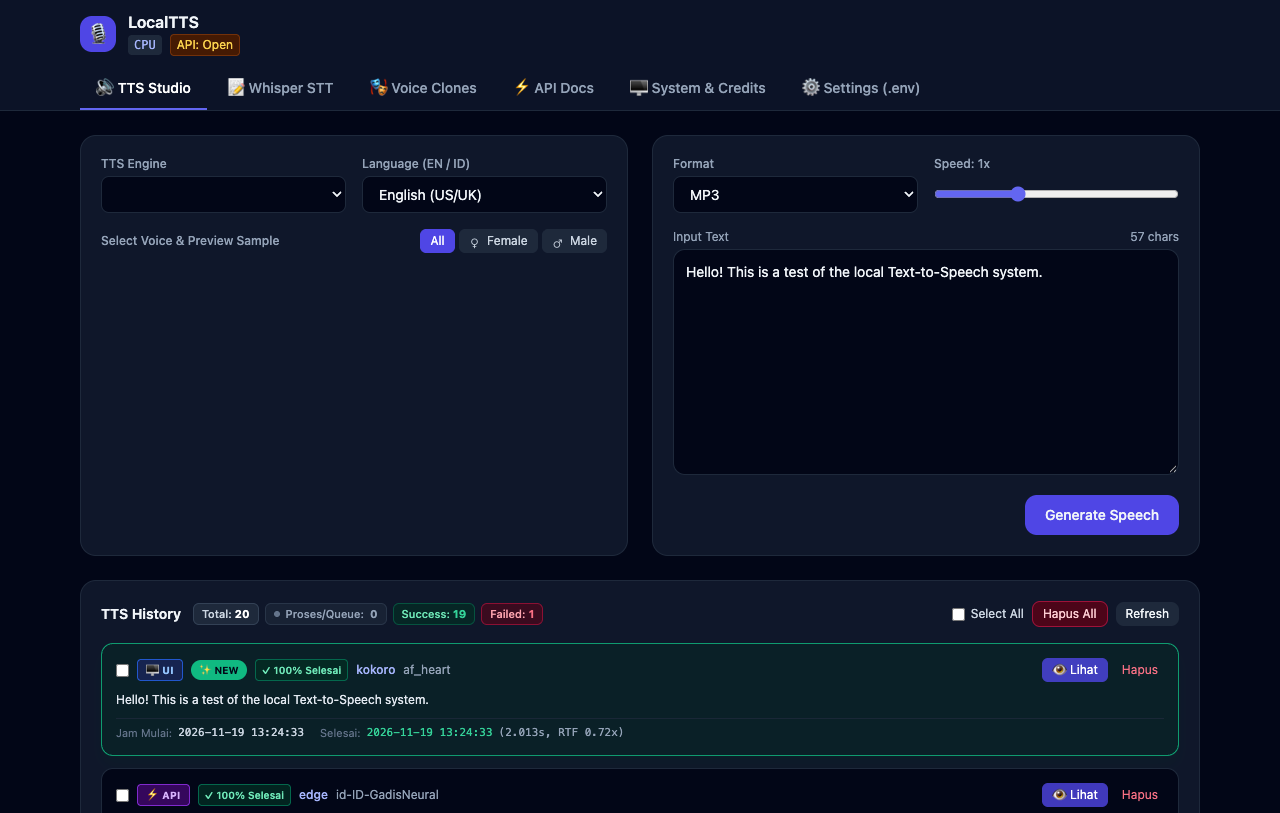 LocalTTS
CPU API: Open
TTS Studio Whisper STT Voice Clones API Docs System & Credits Settings (.env)
TTS Engine Language (EN / ID)
English (US/UK)
Select Voice & Preview Sample All ♀ Female ♂ Male
Format Speed: 1x
MP3
Input Text 57 chars
Hello! This is a test of the local Text-to-Speech system.
Generate Speech
TTS History Total: 20 Proses/Queue: 0 Success: 19 Failed: 1 Select All Hapus All Refresh
UI NEW ✓ 100% Selesai kokoro af_heart Lihat Hapus
Hello! This is a test of the local Text-to-Speech system.
Jam Mulai: 2026-11-19 13:24:33 Selesai: 2026-11-19 13:24:33 (2.013s, RTF 0.72x)
API ✓ 100% Selesai edge id-ID-GadisNeural Lihat Hapus